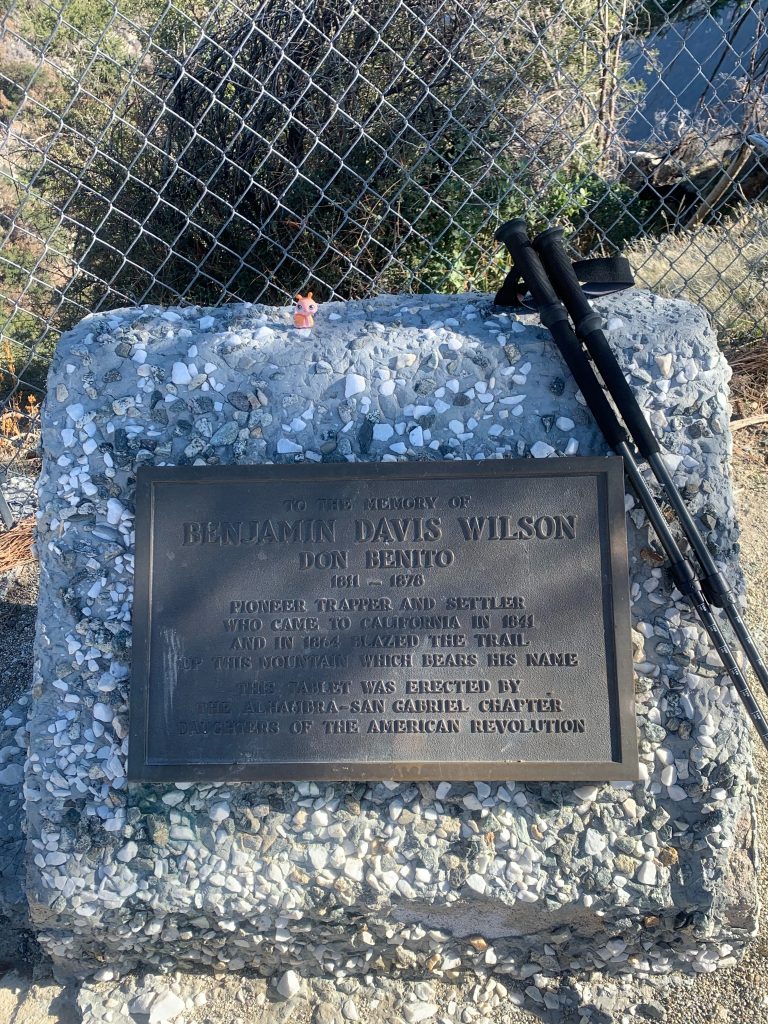 TO THE MEMORY OF
BENJAMIN DAVIS WILSON
DON BENITO
1811 - 1878
PIONEER TRAPPER AND SETTLER
WHO CAME TO CALIFORNIA IN 1841
AND IN 1864 BLAZED THE TRAIL
UP THIS MOUNTAIN WHICH BEARS HIS NAME
THIS TABLET WAS ERECTED BY
THE ALHAMBRA-SAN GABRIEL CHAPTER
DAUGHTERS OF THE AMERICAN REVOLUTION